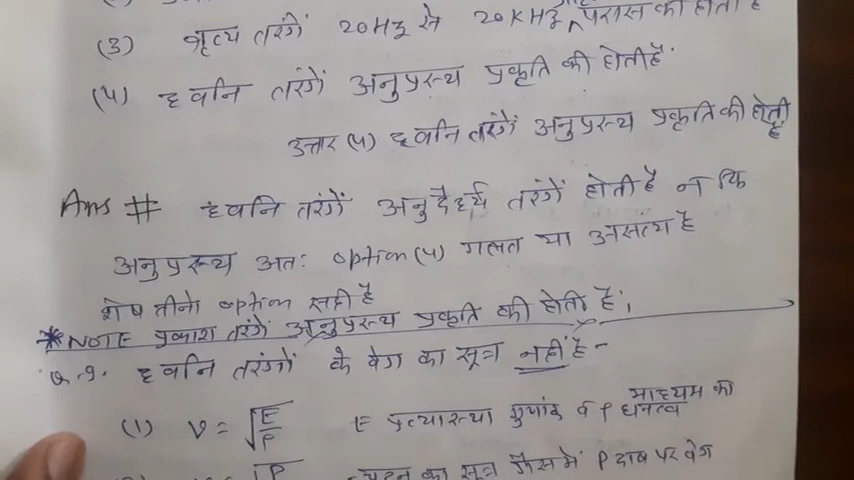 (3) श्रव्य तरंगें 20Hz से 20KHz परास की होती है
(4) ध्वनि तरंगें अनुप्रस्थ प्रकृति की होती हैं.
उत्तर (4) ध्वनि तरंगें अनुप्रस्थ प्रकृति की होती हैं
Ans # ध्वनि तरंगें अनुदैर्ध्य तरंगें होती है न कि
अनुप्रस्थ अत: option (4) गलत या असत्य है
शेष तीनो option सही है
*NOTE प्रकाश तरंगें अनुप्रस्थ प्रकृति की होती है;
Q.9. ध्वनि तरंगों के वेग का सूत्र नहीं है -
(1) V = √E/ρ E प्रत्यास्था गुणांक व ρ माध्यम का घनत्व
का सूत्र गैस में P दाब पर वेग